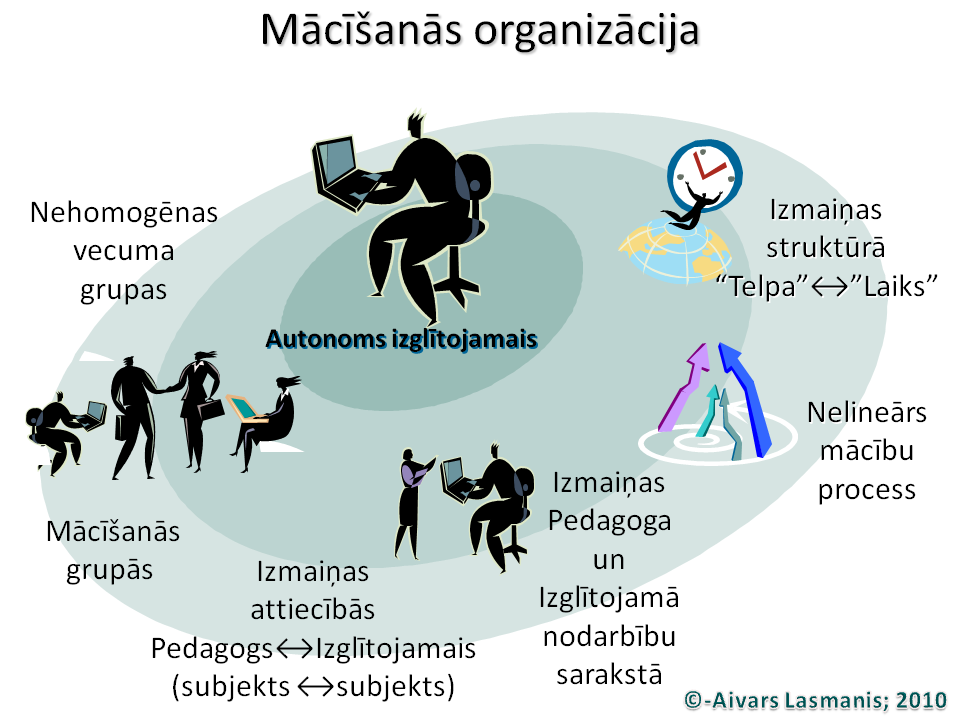 Mācīšanās organizācija
Nehomogēnas
vecuma
grupas
Izmaiņas
struktūrā
“Telpa”↔”Laiks”
Autonoms izglītojamais
Nelineārs
mācību
process
Mācīšanās
grupās
Izmaiņas
attiecībās
Pedagogs↔Izglītojamais
(subjekts ↔subjekts)
Izmaiņas
Pedagoga
un
Izglītojamā
nodarbību
sarakstā
©-Aivars Lasmanis; 2010